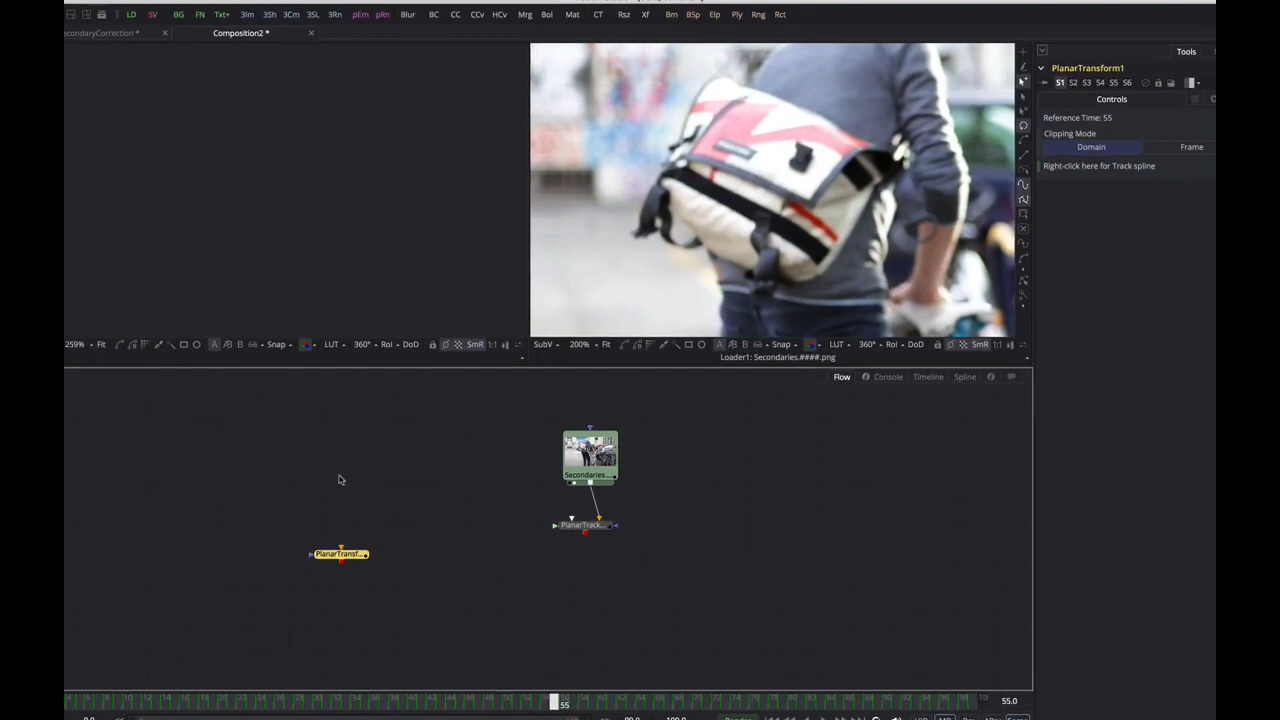 LD SV BG FN Txt+ 3Im 3Sh 3Cm 3SL 3Rn pEm pRn Blur BC CC CCv HCv Mrg Bol Mat CT Rsz Xf Bm BSp Elp Ply Rng Rct
econdaryCorrection * Composition2 *
Tools
PlanarTransform1
S1 S2 S3 S4 S5 S6
Controls
Reference Time: 55
Clipping Mode
Domain Frame
Right-click here for Track spline
259% Fit A B Snap LUT 360° RoI DoD SmR 1:1
SubV 200% Fit A B Snap LUT 360° RoI DoD SmR 1:1
Loader1: Secondaries.####.png
Flow Console Timeline Spline
Secondaries...
PlanarTrack...
PlanarTransf...
55
55.0